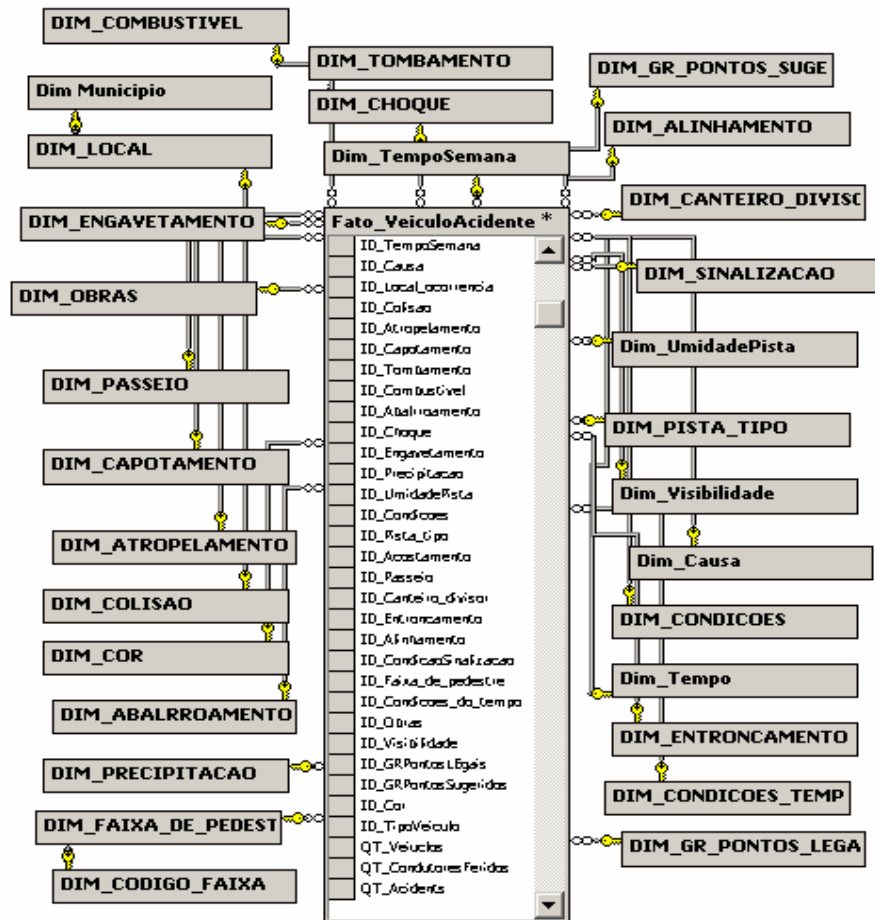 DIM_COMBUSTIVEL
DIM_TOMBAMENTO
DIM_GR_PONTOS_SUGE
Dim Municipio
DIM_CHOQUE
DIM_ALINHAMENTO
DIM_LOCAL
Dim_TempoSemana
DIM_CANTEIRO_DIVISO
DIM_ENGAVETAMENTO
Fato_VeiculoAcidente *
DIM_SINALIZACAO
DIM_OBRAS
Dim_UmidadePista
DIM_PASSEIO
DIM_PISTA_TIPO
DIM_CAPOTAMENTO
Dim_Visibilidade
DIM_ATROPELAMENTO
Dim_Causa
DIM_COLISAO
DIM_CONDICOES
DIM_COR
Dim_Tempo
DIM_ABALRROAMENTO
DIM_ENTRONCAMENTO
DIM_PRECIPITACAO
DIM_CONDICOES_TEMP
DIM_FAIXA_DE_PEDEST
DIM_GR_PONTOS_LEGA
DIM_CODIGO_FAIXA
ID_TempoSemana
ID_Causa
ID_Local_ocorrencia
ID_Colisao
ID_Atropelamento
ID_Capotamento
ID_Tombamento
ID_Combustivel
ID_Abalrroamento
ID_Choque
ID_Engavetamento
ID_Precipitacao
ID_UmidadePista
ID_Condicoes
ID_Pista_tipo
ID_Acostamento
ID_Passeio
ID_Canteiro_divisor
ID_Entroncamento
ID_Alinhamento
ID_CondicaoSinalizacao
ID_Faixa_de_pedestre
ID_Condicoes_do_tempo
ID_Obras
ID_Visibilidade
ID_GRPontosLEgais
ID_GRPontosSugeridos
ID_Cor
ID_TipoVeiculo
QT_CondutoresFeridos
QT_Acidents